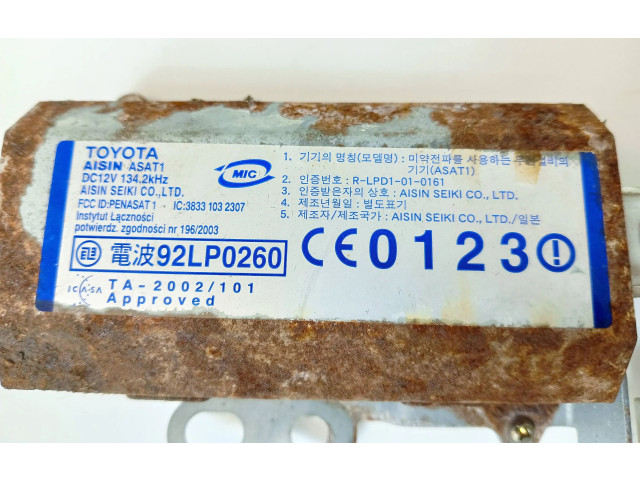 TOYOTA
AISIN ASAT1
DC12V 134.2kHz
AISIN SEIKI CO.,LTD.
FCC ID:PENASAT1 IC:3833 103 2307
Instytut Łączności
potwierdz. zgodności nr 196/2003
電波92LP0260
ICASA TA-2002/101
Approved
MIC
1. 기기의 명칭(모델명) : 미약전파를 사용하는
기기(ASAT1)
2. 인증번호 : R-LPD1-01-0161
3. 인증받은자의 상호 : AISIN SEIKI CO., LTD.
4. 제조년월일 : 별도표기
5. 제조자/제조국가 : AISIN SEIKI CO., LTD./일본
CE0123